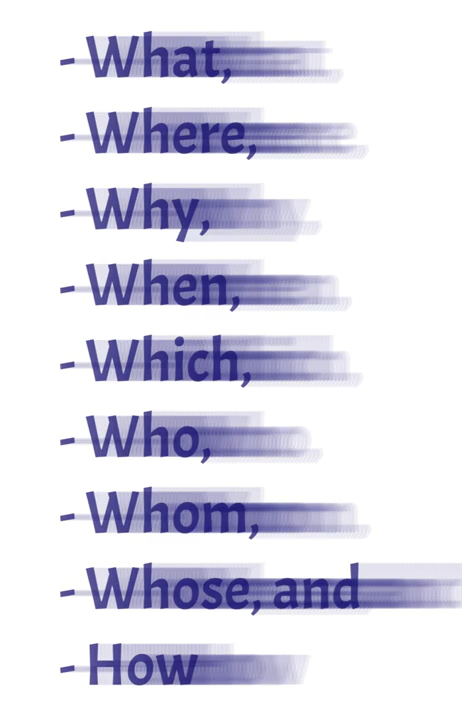 - What,
- Where,
- Why,
- When,
- Which,
- Who,
- Whom,
- Whose, and
- How